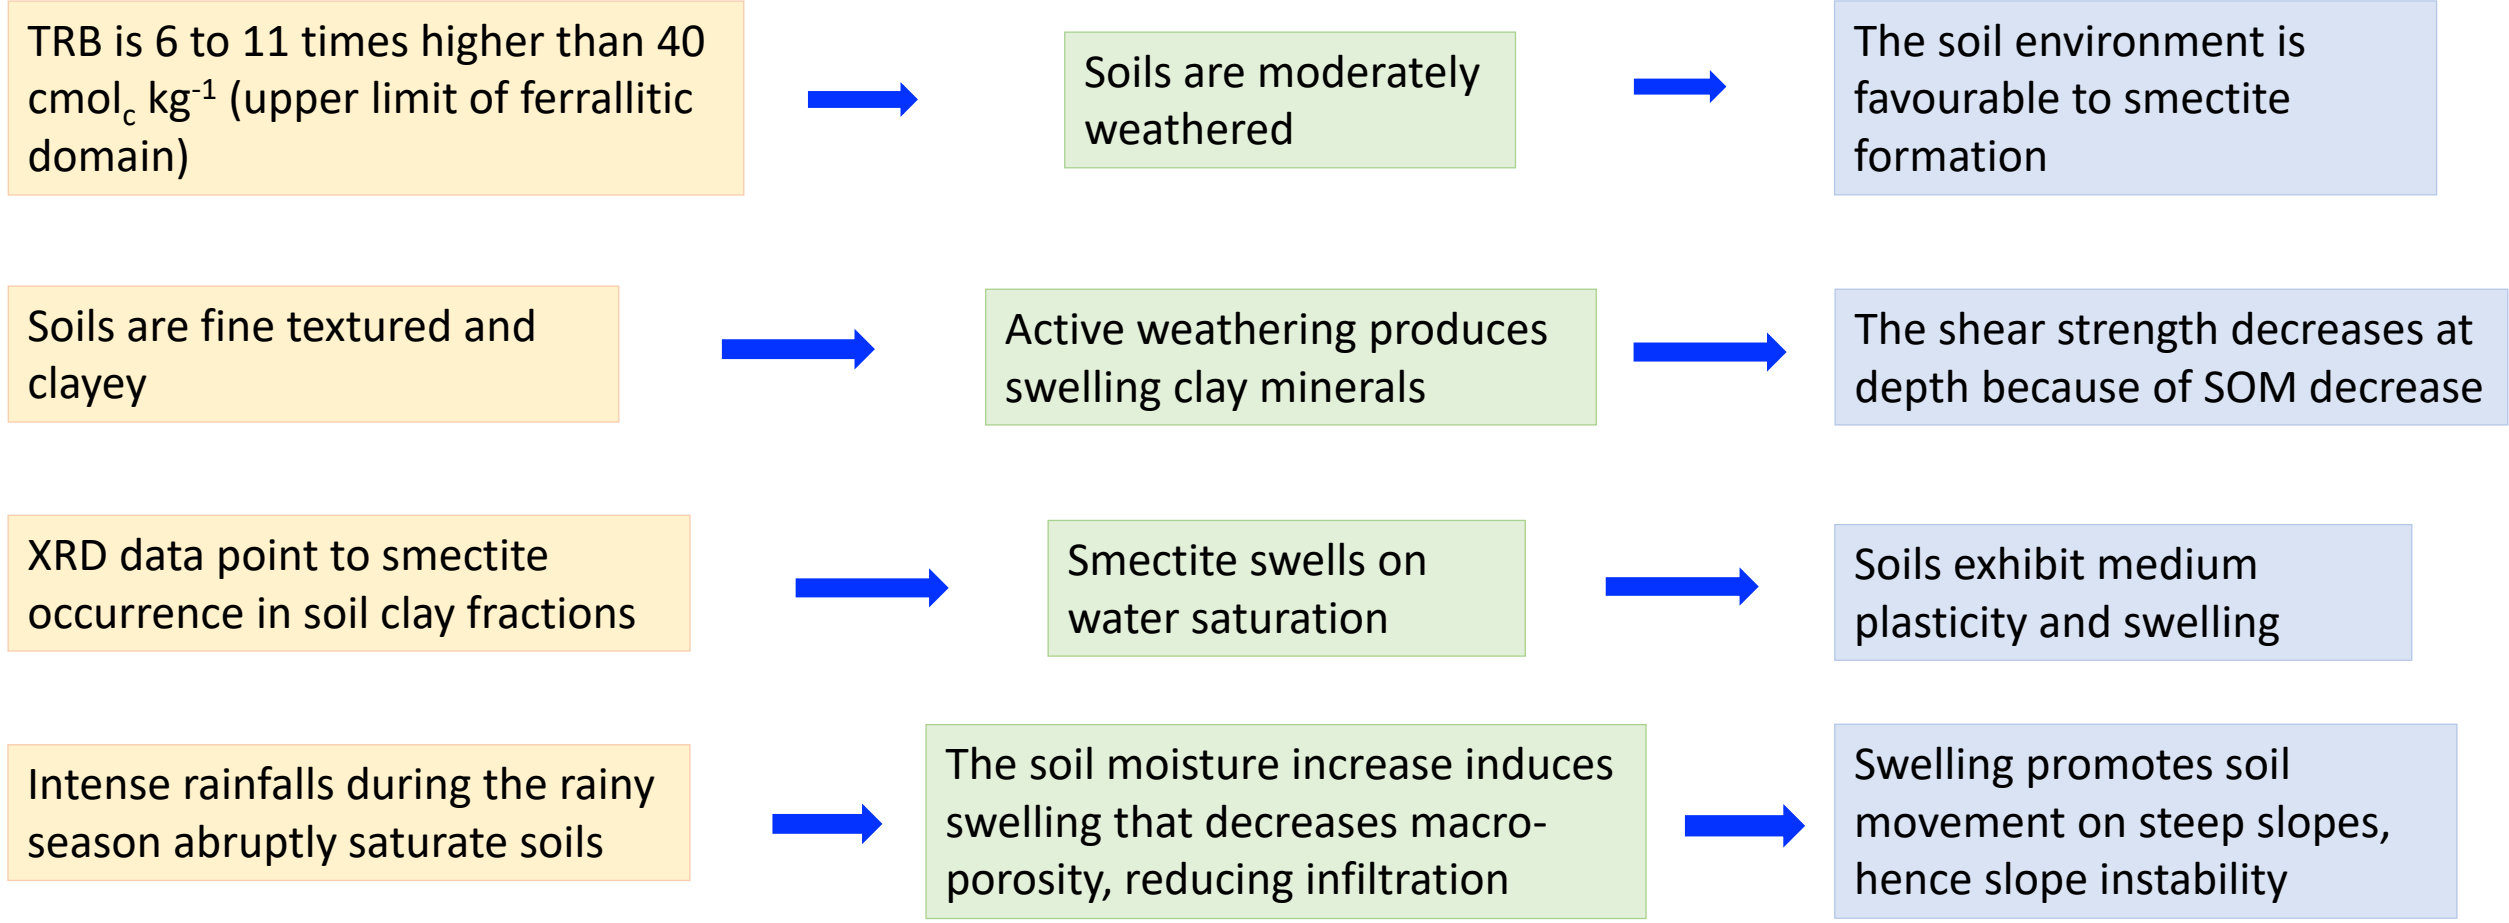 TRB is 6 to 11 times higher than 40
cmolc kg-1 (upper limit of ferrallitic
domain)
Soils are moderately
weathered
The soil environment is
favourable to smectite
formation
Soils are fine textured and
clayey
Active weathering produces
swelling clay minerals
The shear strength decreases at
depth because of SOM decrease
XRD data point to smectite
occurrence in soil clay fractions
Smectite swells on
water saturation
Soils exhibit medium
plasticity and swelling
Intense rainfalls during the rainy
season abruptly saturate soils
The soil moisture increase induces
swelling that decreases macro-
porosity, reducing infiltration
Swelling promotes soil
movement on steep slopes,
hence slope instability